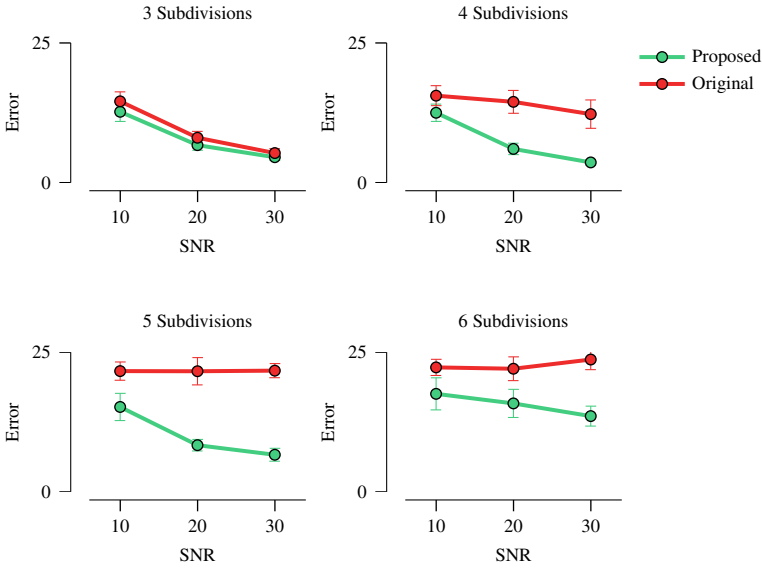 3 Subdivisions
25
0
Error
10 20 30
SNR
4 Subdivisions
25
0
Error
10 20 30
SNR
Proposed
Original
5 Subdivisions
25
0
Error
10 20 30
SNR
6 Subdivisions
25
0
Error
10 20 30
SNR